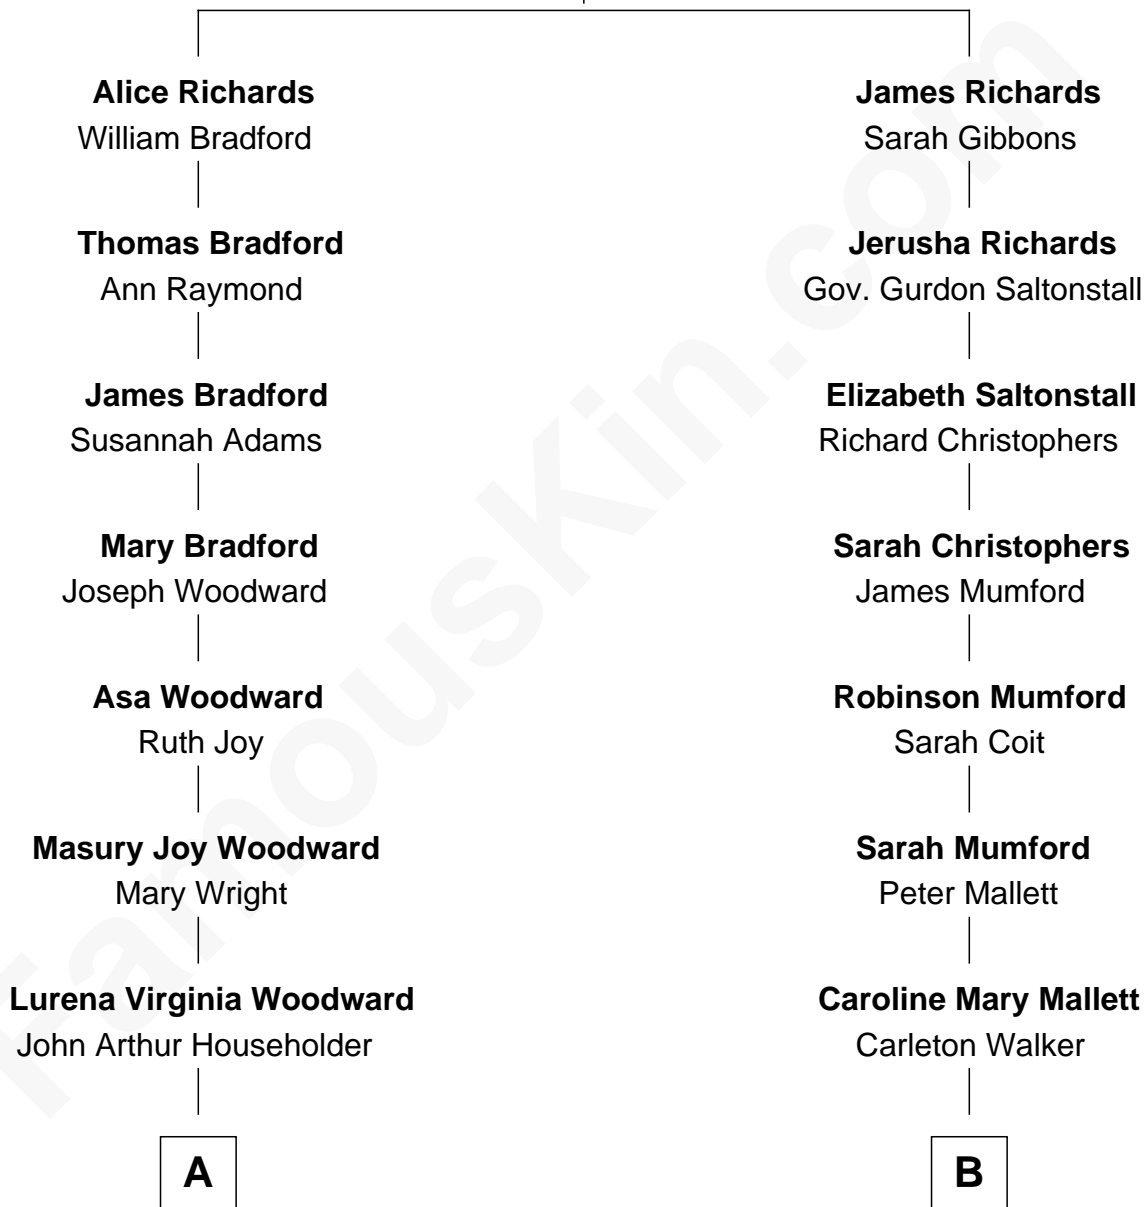 Alice Richards
William Bradford
Thomas Bradford
Ann Raymond
James Bradford
Susannah Adams
Mary Bradford
Joseph Woodward
Asa Woodward
Ruth Joy
Masury Joy Woodward
Mary Wright
Lurena Virginia Woodward
John Arthur Householder
A
James Richards
Sarah Gibbons
Jerusha Richards
Gov. Gurdon Saltonstall
Elizabeth Saltonstall
Richard Christophers
Sarah Christophers
James Mumford
Robinson Mumford
Sarah Coit
Sarah Mumford
Peter Mallett
Caroline Mary Mallett
Carleton Walker
B
FamousKin.com